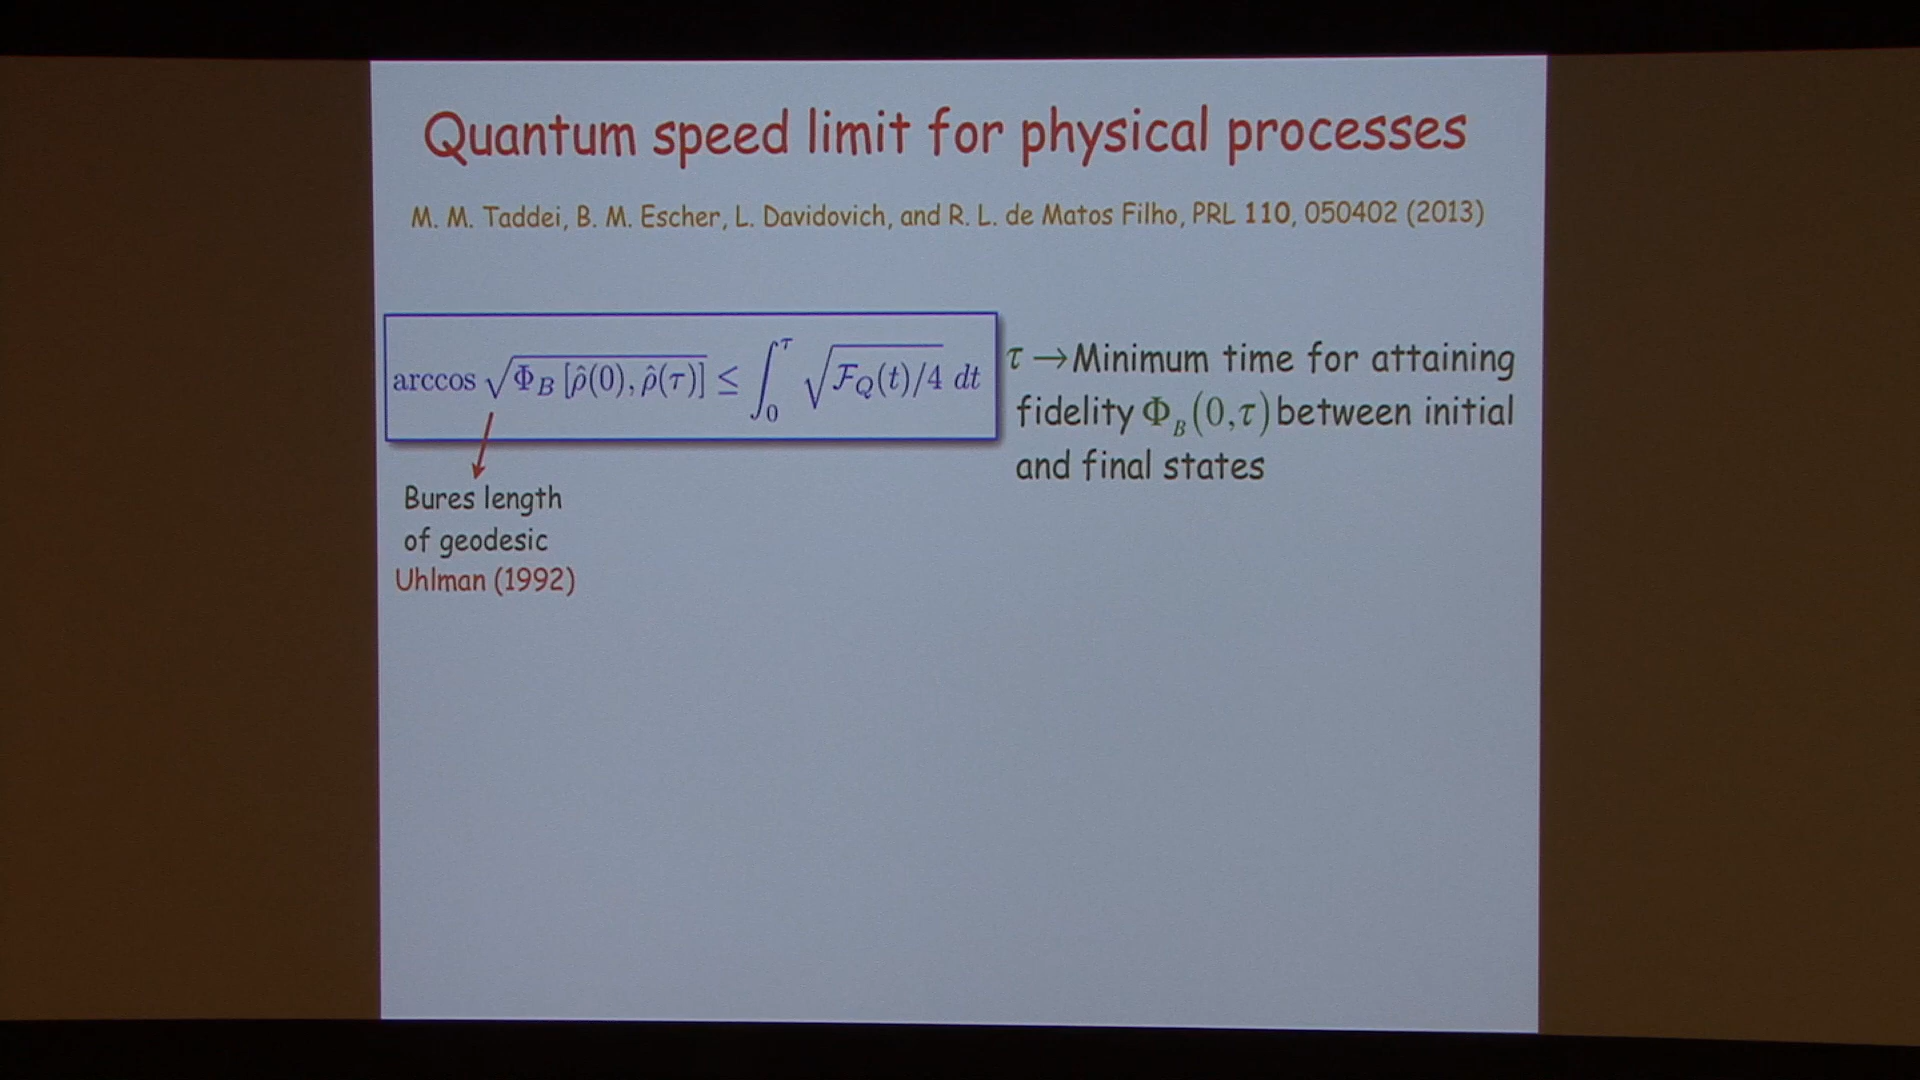 Quantum speed limit for physical processes
M. M. Taddei, B. M. Escher, L. Davidovich, and R. L. de Matos Filho, PRL 110, 050402 (2013)
arccos √Φ_B [ρ̂(0), ρ̂(τ)] ≤ ∫₀^τ √F_Q(t)/4 dt
τ → Minimum time for attaining
fidelity Φ_B(0,τ) between initial
and final states
Bures length
of geodesic
Uhlman (1992)